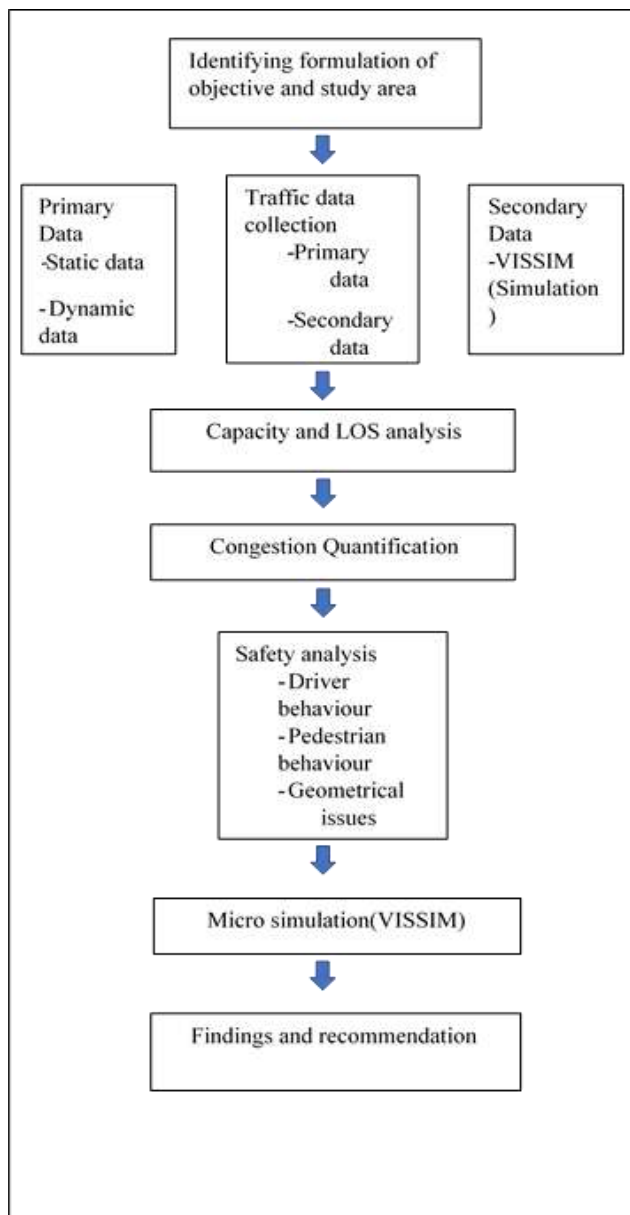 Identifying formulation of
objective and study area
Primary
Data
-Static data
-Dynamic
data
Traffic data
collection
-Primary
data
-Secondary
data
Secondary
Data
-VISSIM
(Simulation
)
Capacity and LOS analysis
Congestion Quantification
Safety analysis
-Driver
behaviour
-Pedestrian
behaviour
-Geometrical
issues
Micro simulation(VISSIM)
Findings and recommendation